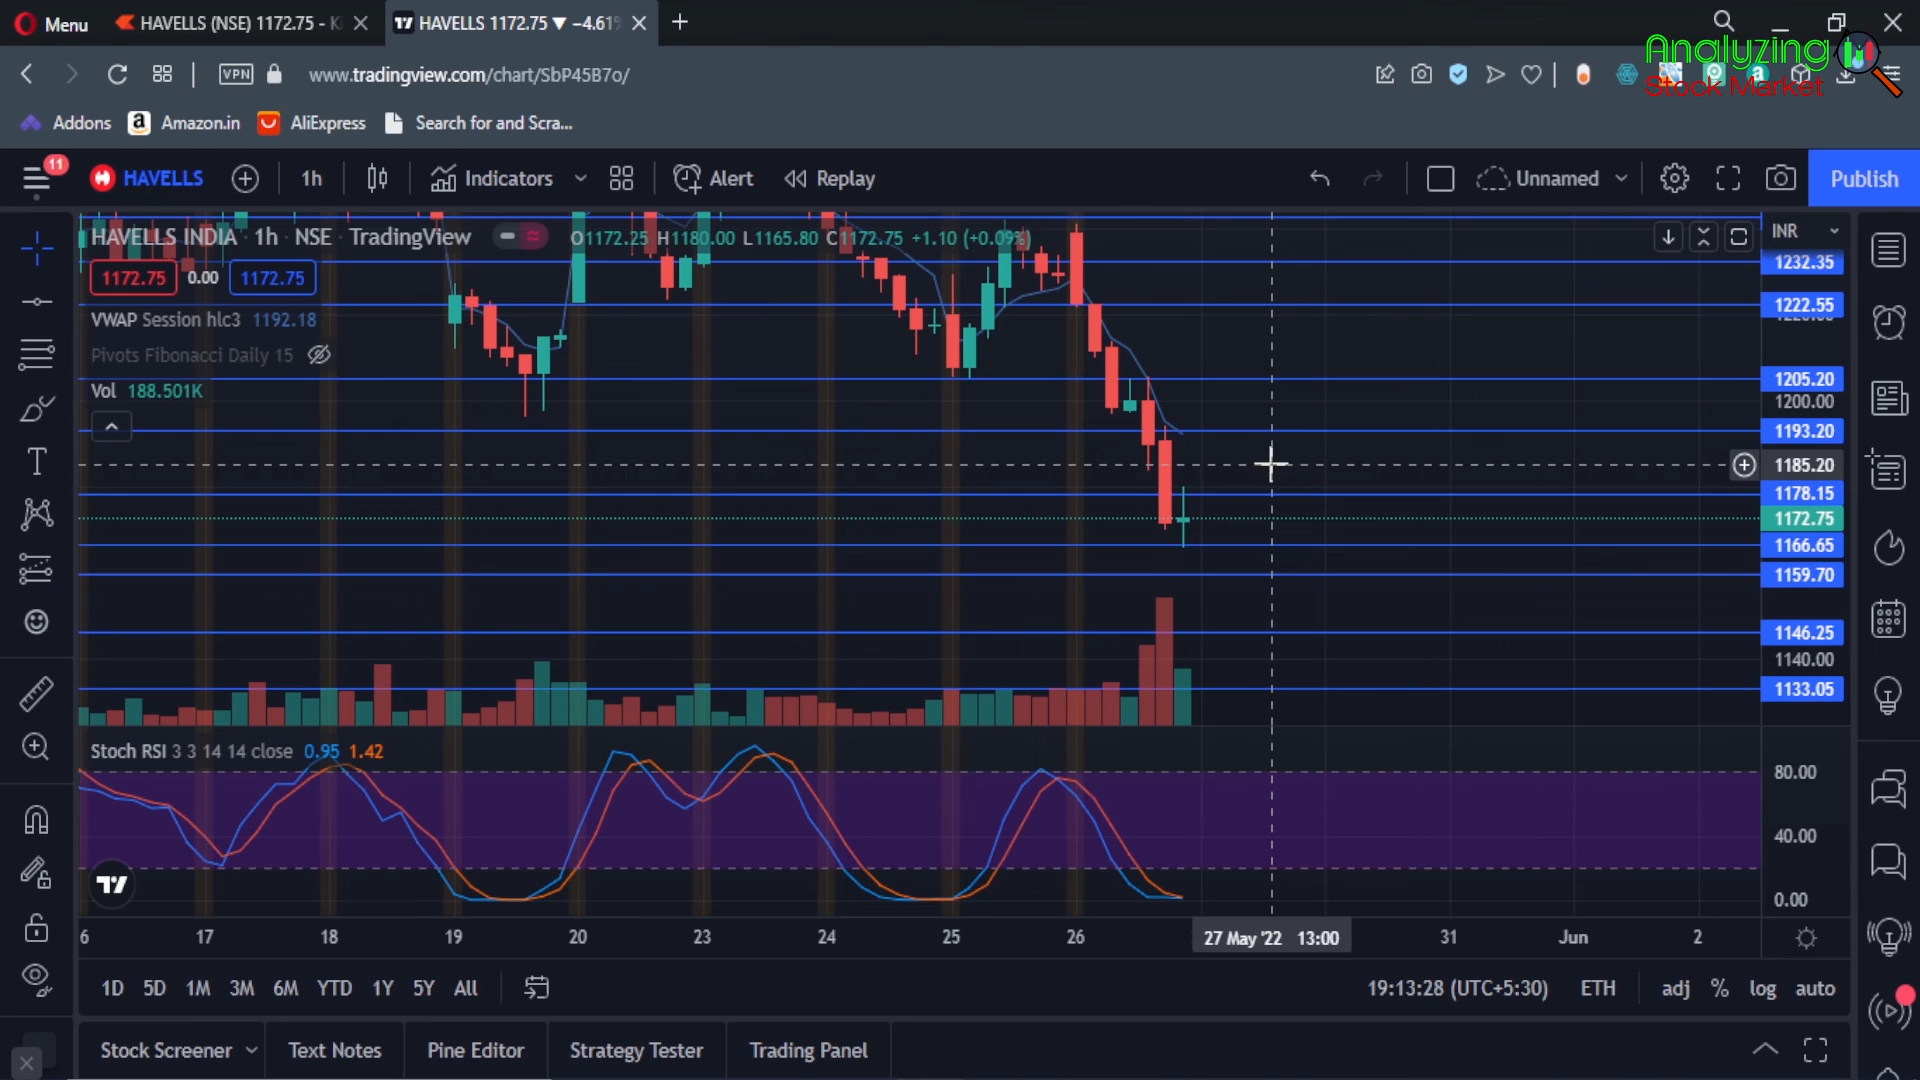 Menu
HAVELLS (NSE) 1172.75 - Ki
HAVELLS 1172.75 ▼ −4.61%
VPN
www.tradingview.com/chart/SbP45B7o/
Analyzing
Stock Market
Addons
Amazon.in
AliExpress
Search for and Scra...
11
HAVELLS
1h
Indicators
Alert
Replay
Unnamed
Publish
HAVELLS INDIA · 1h · NSE · TradingView
O1172.25 H1180.00 L1165.80 C1172.75 +1.10 (+0.09%)
INR
1172.75 0.00 1172.75
VWAP Session hlc3 1192.18
Pivots Fibonacci Daily 15
Vol 188.501K
1232.35
1222.55
1205.20
1200.00
1193.20
1185.20
1178.15
1172.75
1166.65
1159.70
1146.25
1140.00
1133.05
Stoch RSI 3 3 14 14 close 0.95 1.42
80.00
40.00
0.00
6 17 18 19 20 23 24 25 26 27 May '22 13:00 31 Jun 2
1D 5D 1M 3M 6M YTD 1Y 5Y All
19:13:28 (UTC+5:30) ETH adj % log auto
Stock Screener Text Notes Pine Editor Strategy Tester Trading Panel